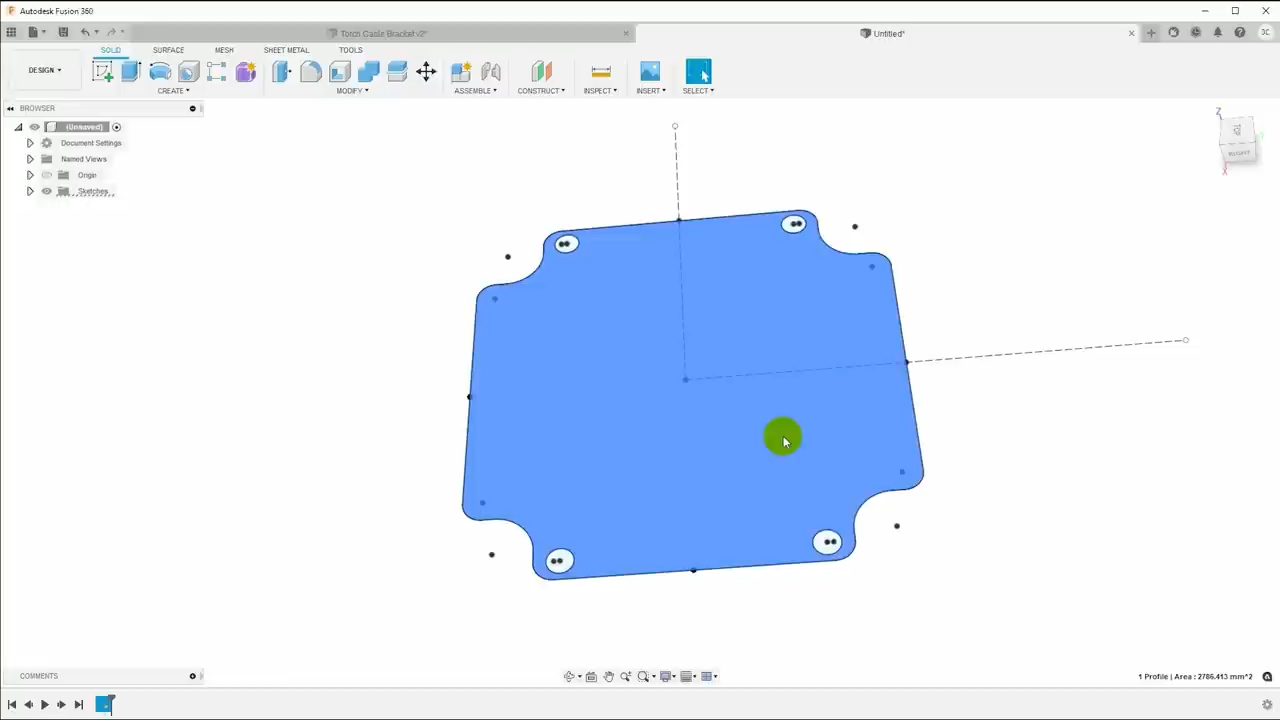 Autodesk Fusion 360
Torch Cable Bracket v2*
Untitled*
SOLID
SURFACE
MESH
SHEET METAL
TOOLS
DESIGN
CREATE
MODIFY
ASSEMBLE
CONSTRUCT
INSPECT
INSERT
SELECT
BROWSER
(Unsaved)
Document Settings
Named Views
Origin
Sketches
Z
TOP
RIGHT
X
COMMENTS
1 Profile | Area : 2786.413 mm^2